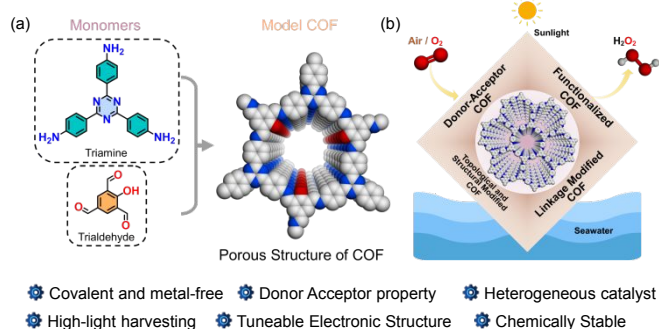 (a)
Monomers
NH₂
N
N
N
H₂N
NH₂
Triamine
O
OH
O
O
Trialdehyde
Model COF
Porous Structure of COF
(b)
Sunlight
Air / O₂
H₂O₂
Donor-Acceptor
COF
Functionalized
COF
Topological and
Structural Modified
COF
Linkage Modified
COF
Seawater
Covalent and metal-free
Donor Acceptor property
Heterogeneous catalyst
High-light harvesting
Tuneable Electronic Structure
Chemically Stable